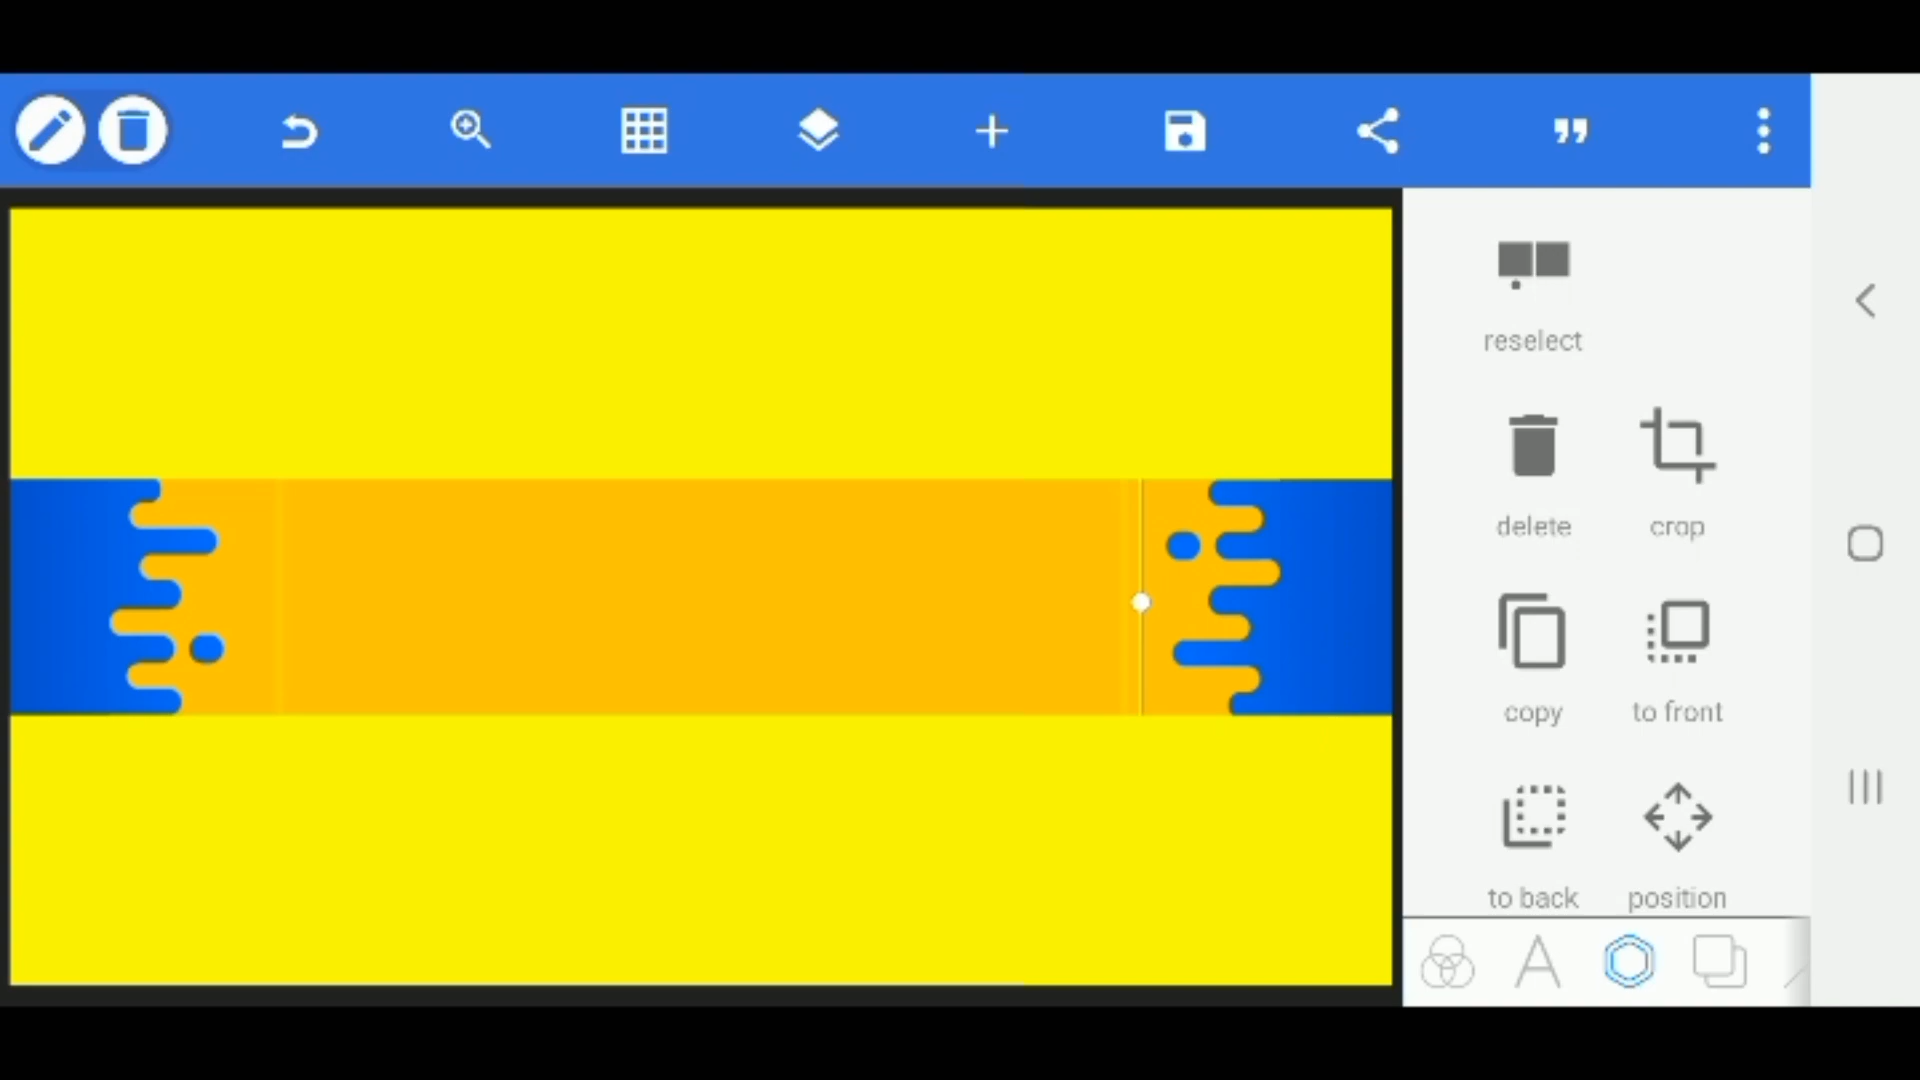 reselect
delete
crop
copy
to front
to back
position